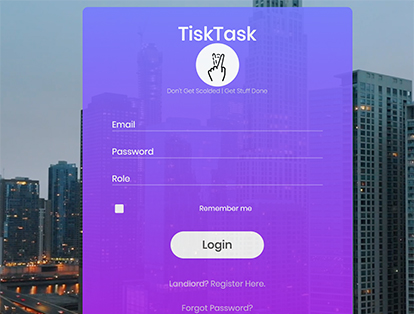 TiskTask
Don't Get Scolded | Get Stuff Done
Email
Password
Role
Remember me
Login
Landlord? Register Here.
Forgot Password?